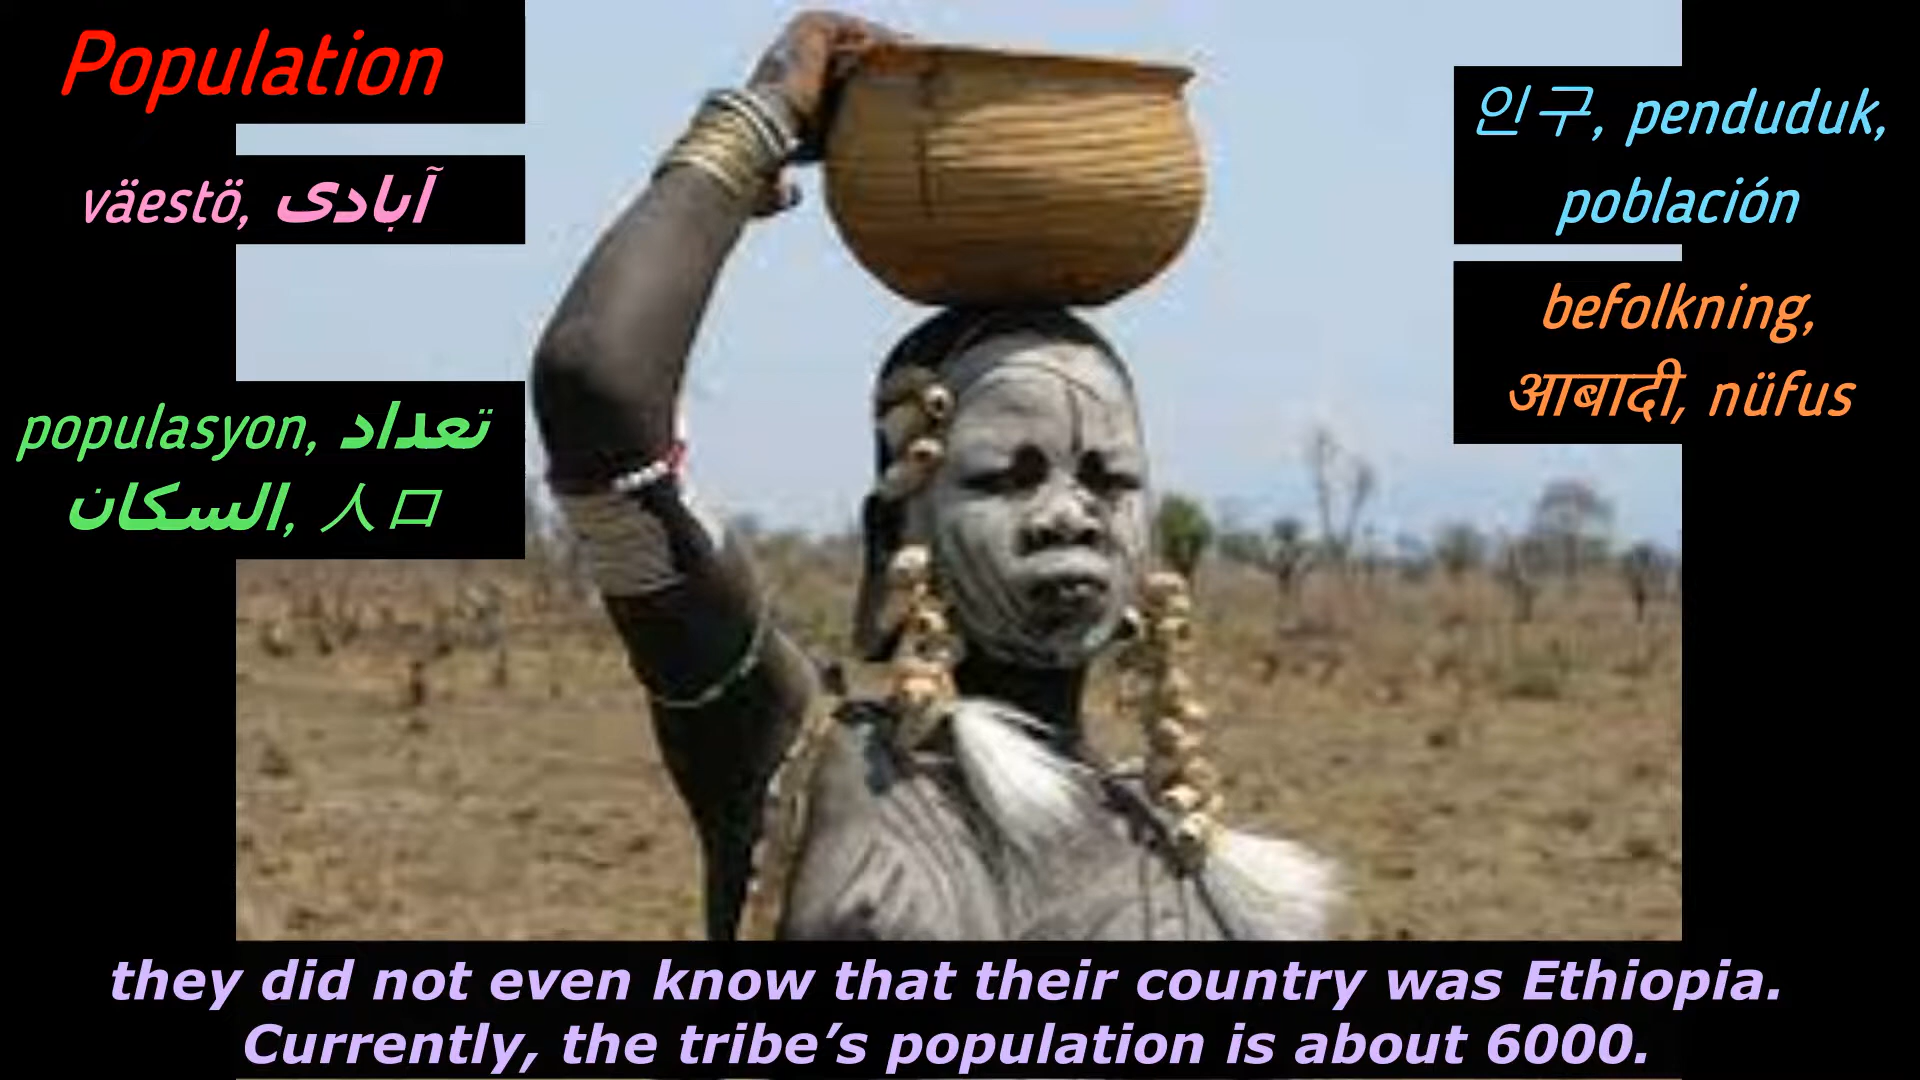 Population
väestö, آبادی
populasyon, تعداد
السكان, 人口
인구, penduduk,
población
befolkning,
आबादी, nüfus
they did not even know that their country was Ethiopia.
Currently, the tribe’s population is about 6000.